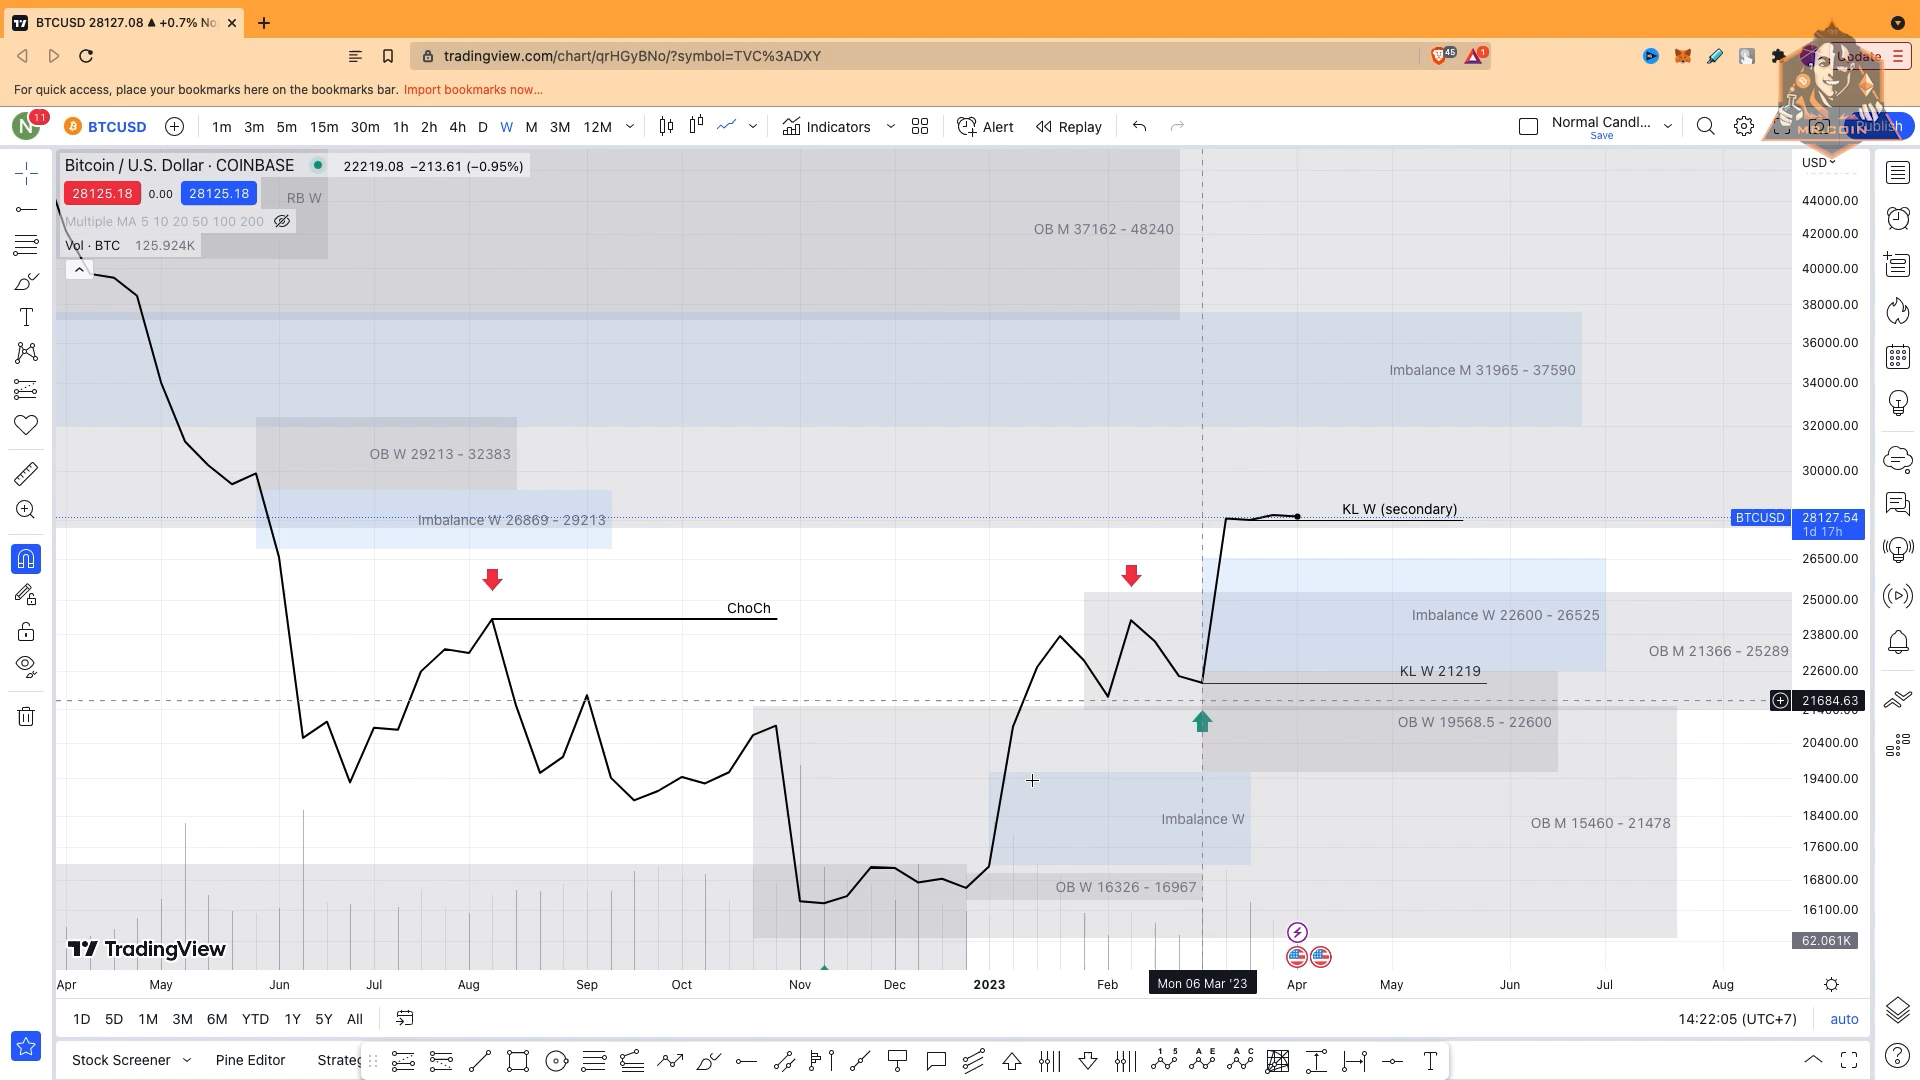 BTCUSD 28127.08 ▲ +0.7% No
tradingview.com/chart/qrHGyBNo/?symbol=TVC%3ADXY
45
1
Update
For quick access, place your bookmarks here on the bookmarks bar. Import bookmarks now...
N
11
BTCUSD
1m 3m 5m 15m 30m 1h 2h 4h D W M 3M 12M
Indicators
Alert
Replay
Normal Candl...
Save
Publish
MR.COIN
Bitcoin / U.S. Dollar · COINBASE
22219.08 −213.61 (−0.95%)
USD
28125.18 0.00 28125.18
RB W
Multiple MA 5 10 20 50 100 200
Vol · BTC 125.924K
44000.00
OB M 37162 - 48240
42000.00
40000.00
38000.00
36000.00
Imbalance M 31965 - 37590
34000.00
32000.00
OB W 29213 - 32383
30000.00
KL W (secondary)
Imbalance W 26869 - 29213
BTCUSD 28127.54
1d 17h
26500.00
25000.00
ChoCh
Imbalance W 22600 - 26525
23800.00
OB M 21366 - 25289
KL W 21219
22600.00
21684.63
21400.00
OB W 19568.5 - 22600
20400.00
19400.00
Imbalance W
18400.00
OB M 15460 - 21478
17600.00
OB W 16326 - 16967
16800.00
16100.00
62.061K
TradingView
Apr May Jun Jul Aug Sep Oct Nov Dec 2023 Feb Mon 06 Mar '23 Apr May Jun Jul Aug
1D 5D 1M 3M 6M YTD 1Y 5Y All
14:22:05 (UTC+7)
auto
Stock Screener
Pine Editor
Strateg